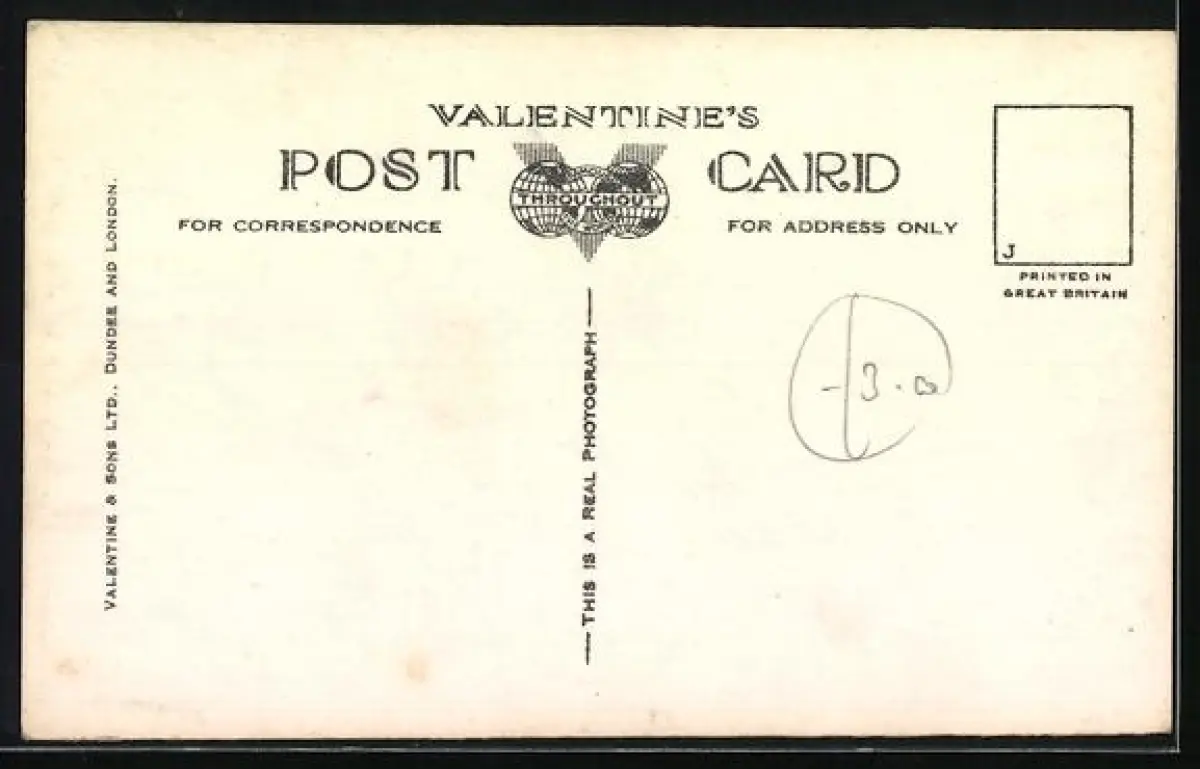 VALENTINE'S
POST CARD
THROUGHOUT
FOR CORRESPONDENCE
FOR ADDRESS ONLY
J
PRINTED IN
GREAT BRITAIN
VALENTINE & SONS LTD., DUNDEE AND LONDON.
THIS IS A REAL PHOTOGRAPH